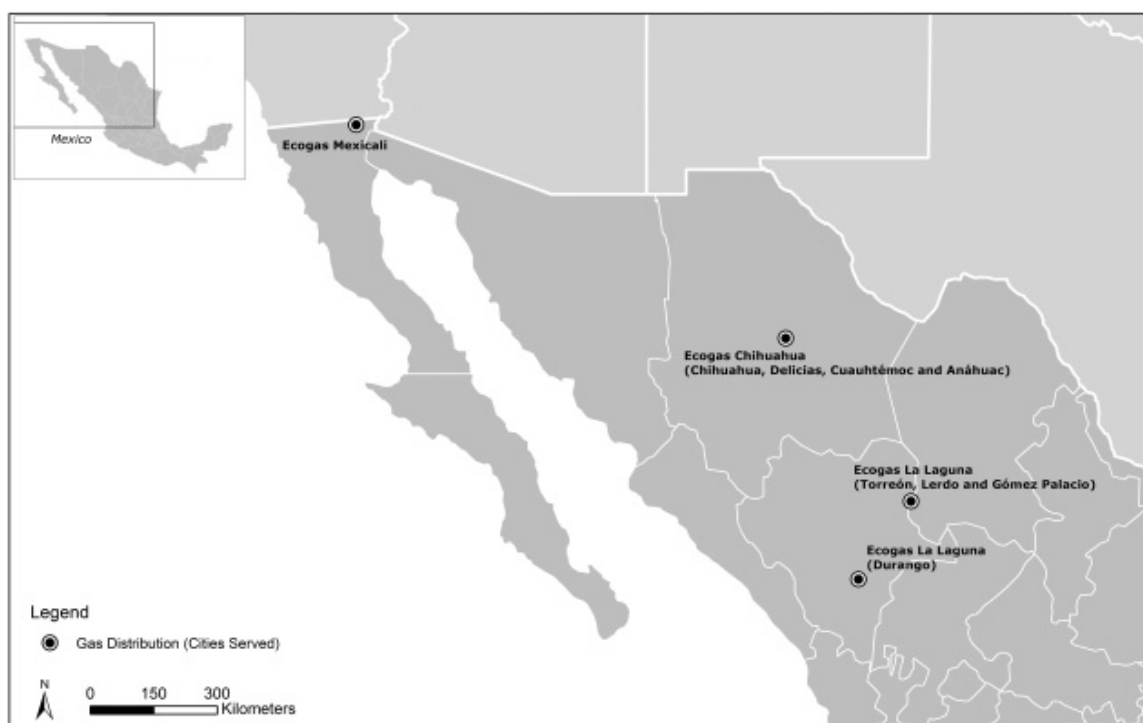 Mexico
Ecogas Mexicali
Ecogas Chihuahua
(Chihuahua, Delicias, Cuauhtémoc and Anáhuac)
Ecogas La Laguna
(Torreón, Lerdo and Gómez Palacio)
Ecogas La Laguna
(Durango)
Legend
Gas Distribution (Cities Served)
N
0 150 300
Kilometers